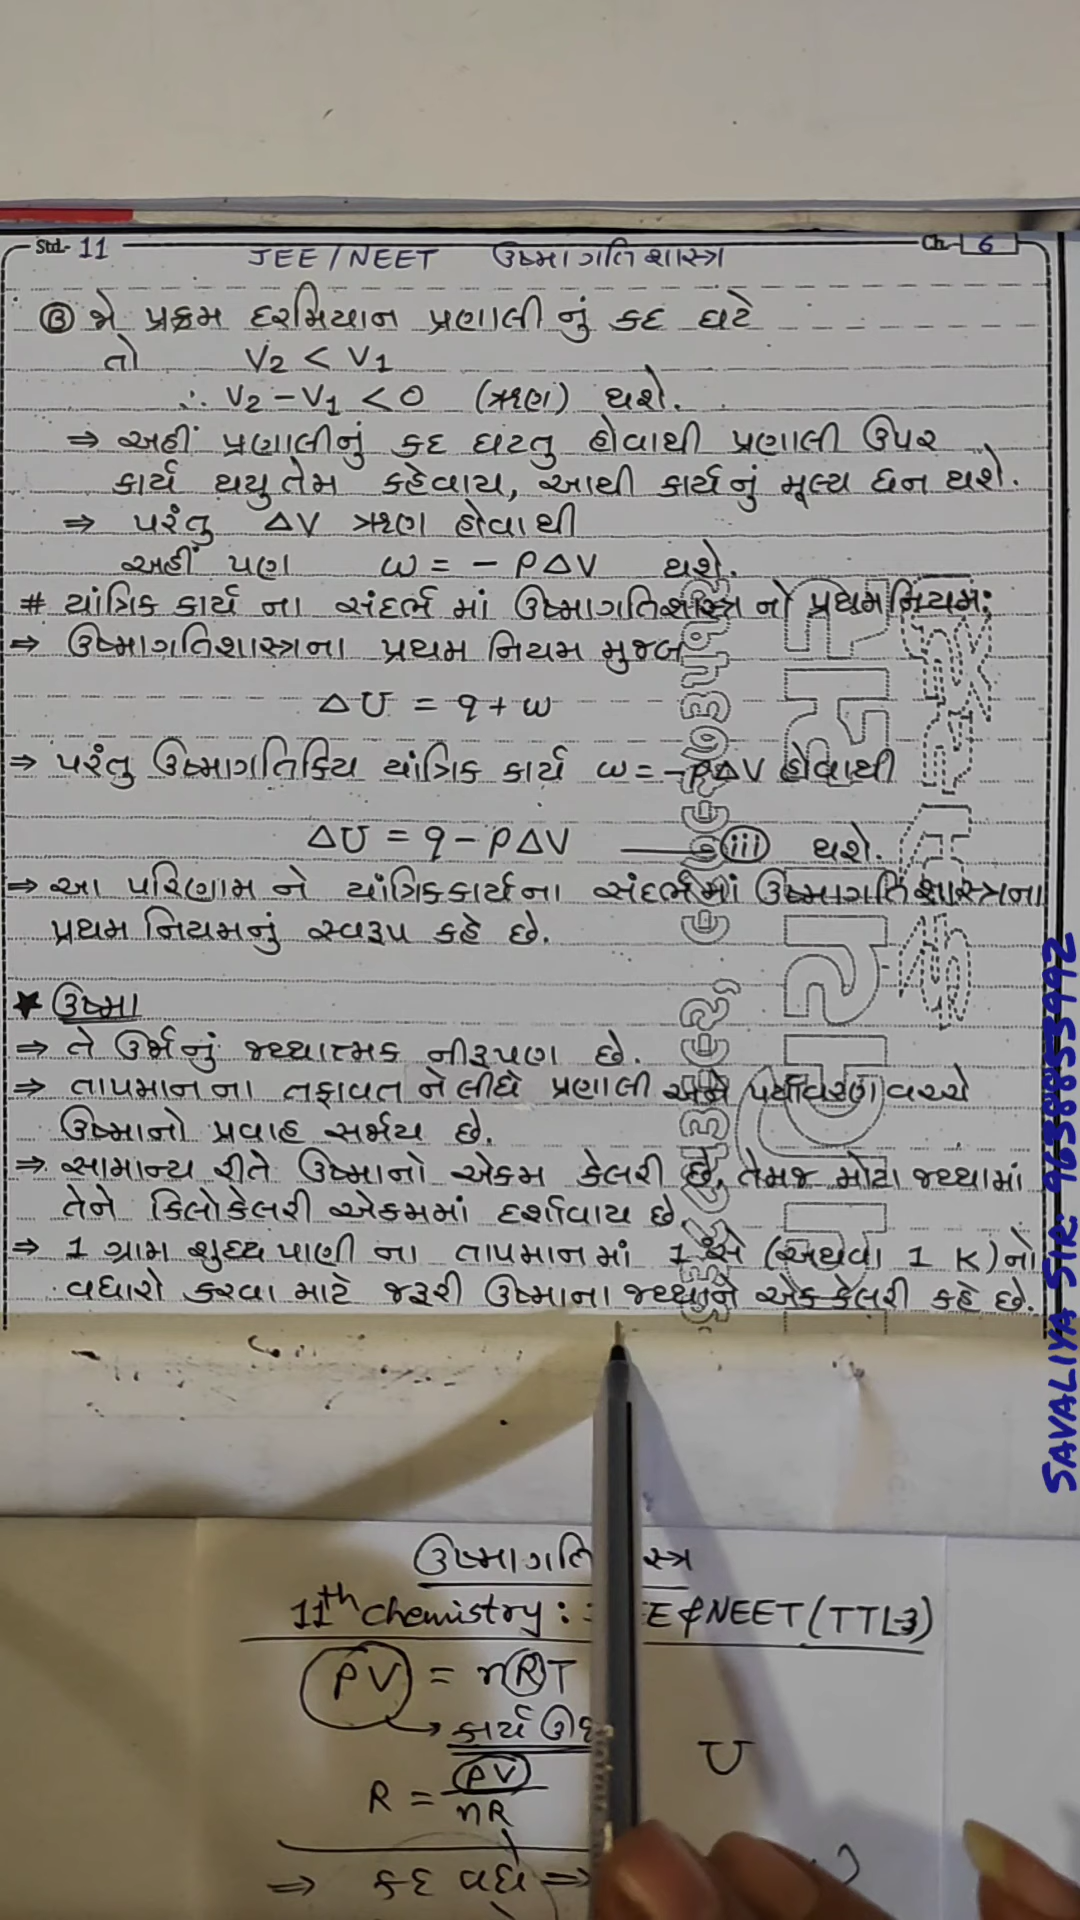 Std.- 11 JEE/NEET ઉષ્માગતિશાસ્ત્ર Ch.- 6
Ⓑ જો પ્રક્રમ દરમિયાન પ્રણાલીનું કદ ઘટે
તો V₂ < V₁
∴ V₂ – V₁ < 0 (ઋણ) થશે.
⇒ અહીં પ્રણાલીનું કદ ઘટતુ હોવાથી પ્રણાલી ઉપર
કાર્ય થયુ તેમ કહેવાય, આથી કાર્યનું મૂલ્ય ધન થશે.
⇒ પરંતુ ΔV ઋણ હોવાથી
અહીં પણ w = – PΔV થશે.
# યાંત્રિક કાર્ય ના સંદર્ભ માં ઉષ્માગતિશાસ્ત્ર નો પ્રથમ નિયમ:
⇒ ઉષ્માગતિશાસ્ત્રના પ્રથમ નિયમ મુજબ
ΔU = q + w
⇒ પરંતુ ઉષ્માગતિકિય યાંત્રિક કાર્ય w = –PΔV હોવાથી
ΔU = q – PΔV —— (iii) થશે.
⇒ આ પરિણામ ને યાંત્રિકકાર્યના સંદર્ભમાં ઉષ્માગતિશાસ્ત્રના
પ્રથમ નિયમનું સ્વરૂપ કહે છે.
★ ઉષ્મા
⇒ તે ઉર્જાનું જથ્થાત્મક નીરૂપણ છે.
⇒ તાપમાન ના તફાવત ને લીધે પ્રણાલી અને પર્યાવરણ વચ્ચે
ઉષ્માનો પ્રવાહ સર્જાય છે.
⇒ સામાન્ય રીતે ઉષ્માનો એકમ કેલરી છે, તેમજ મોટા જથ્થામાં
તેને કિલોકેલરી એકમમાં દર્શાવાય છે.
⇒ 1 ગ્રામ શુધ્ધ પાણી ના તાપમાન માં 1 સે (અથવા 1 K) નો
વધારો કરવા માટે જરૂરી ઉષ્માના જથ્થાને એક કેલરી કહે છે.
SAVALIYA SIR: 9638853992
11th chemistry: NEET (TTL-3)
PV = nRT
કાર્ય
R = PV/nR
U
⇒ કદ વધે ⇒